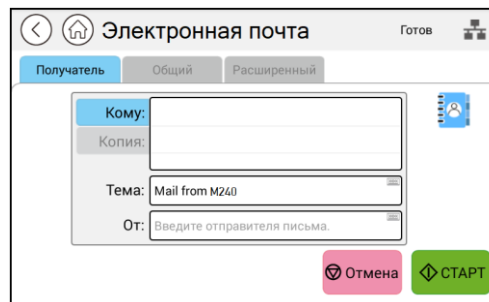 Электронная почта Готов
Получатель Общий Расширенный
Кому:
Копия:
Тема: Mail from M240
От: Введите отправителя письма.
Отмена СТАРТ